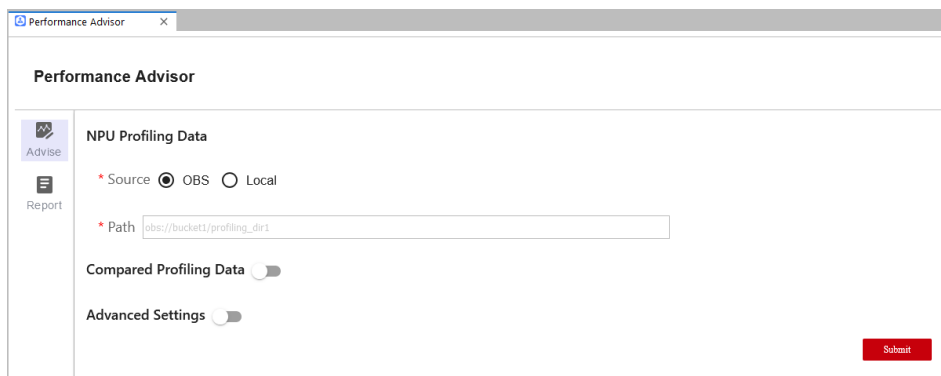 Performance Advisor
Performance Advisor
Advise
Report
NPU Profiling Data
* Source OBS Local
* Path obs://bucket1/profiling_dir1
Compared Profiling Data
Advanced Settings
Submit